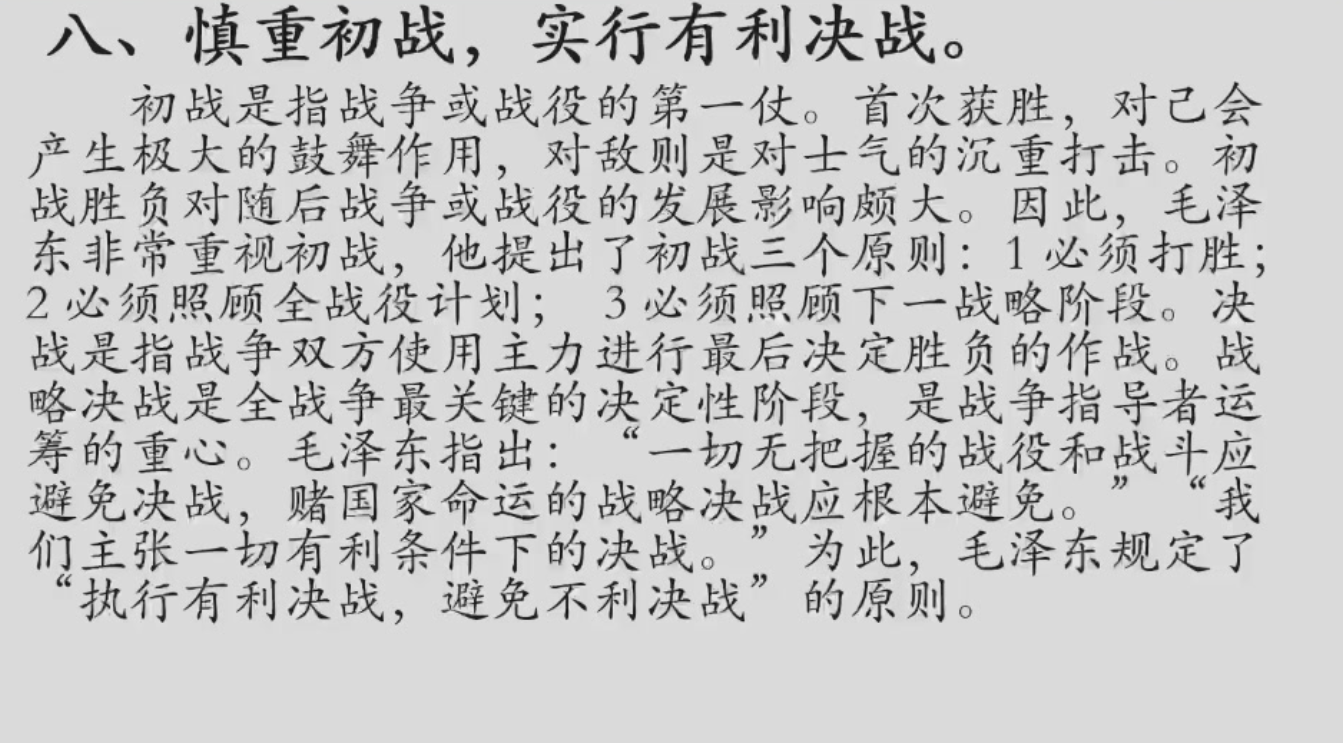 八、慎重初战，实行有利决战。
初战是指战争或战役的第一仗。首次获胜，对己会
产生极大的鼓舞作用，对敌则是对士气的沉重打击。初
战胜负对随后战争或战役的发展影响颇大。因此，毛泽
东非常重视初战，他提出了初战三个原则：1 必须打胜；
2 必须照顾全战役计划； 3 必须照顾下一战略阶段。决
战是指战争双方使用主力进行最后决定胜负的作战。战
略决战是全战争最关键的决定性阶段，是战争指导者运
筹的重心。毛泽东指出：“一切无把握的战役和战斗应
避免决战，赌国家命运的战略决战应根本避免。”“我
们主张一切有利条件下的决战。”为此，毛泽东规定了
“执行有利决战，避免不利决战”的原则。